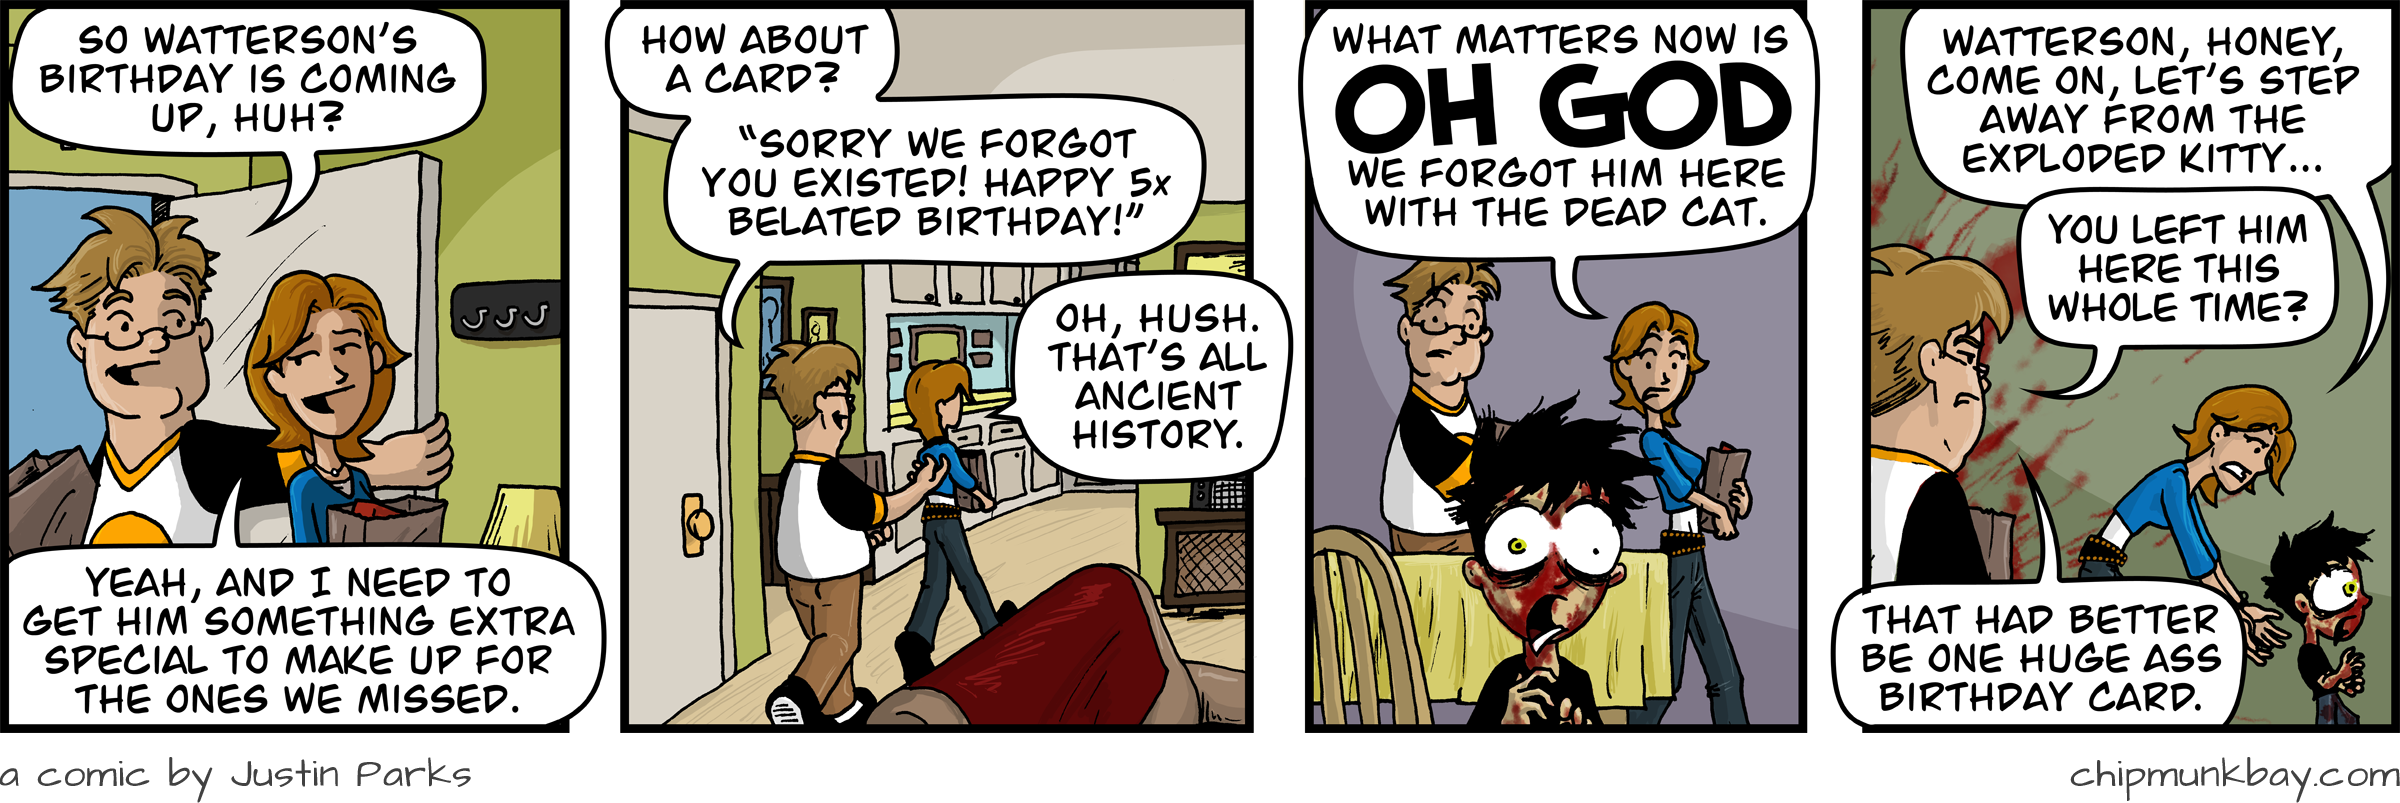 SO WATTERSON'S
BIRTHDAY IS COMING
UP, HUH?
YEAH, AND I NEED TO
GET HIM SOMETHING EXTRA
SPECIAL TO MAKE UP FOR
THE ONES WE MISSED.
HOW ABOUT
A CARD?
"SORRY WE FORGOT
YOU EXISTED! HAPPY 5x
BELATED BIRTHDAY!"
OH, HUSH.
THAT'S ALL
ANCIENT
HISTORY.
WHAT MATTERS NOW IS
OH GOD
WE FORGOT HIM HERE
WITH THE DEAD CAT.
WATTERSON, HONEY,
COME ON, LET'S STEP
AWAY FROM THE
EXPLODED KITTY...
YOU LEFT HIM
HERE THIS
WHOLE TIME?
THAT HAD BETTER
BE ONE HUGE ASS
BIRTHDAY CARD.
a comic by Justin Parks
chipmunkbay.com